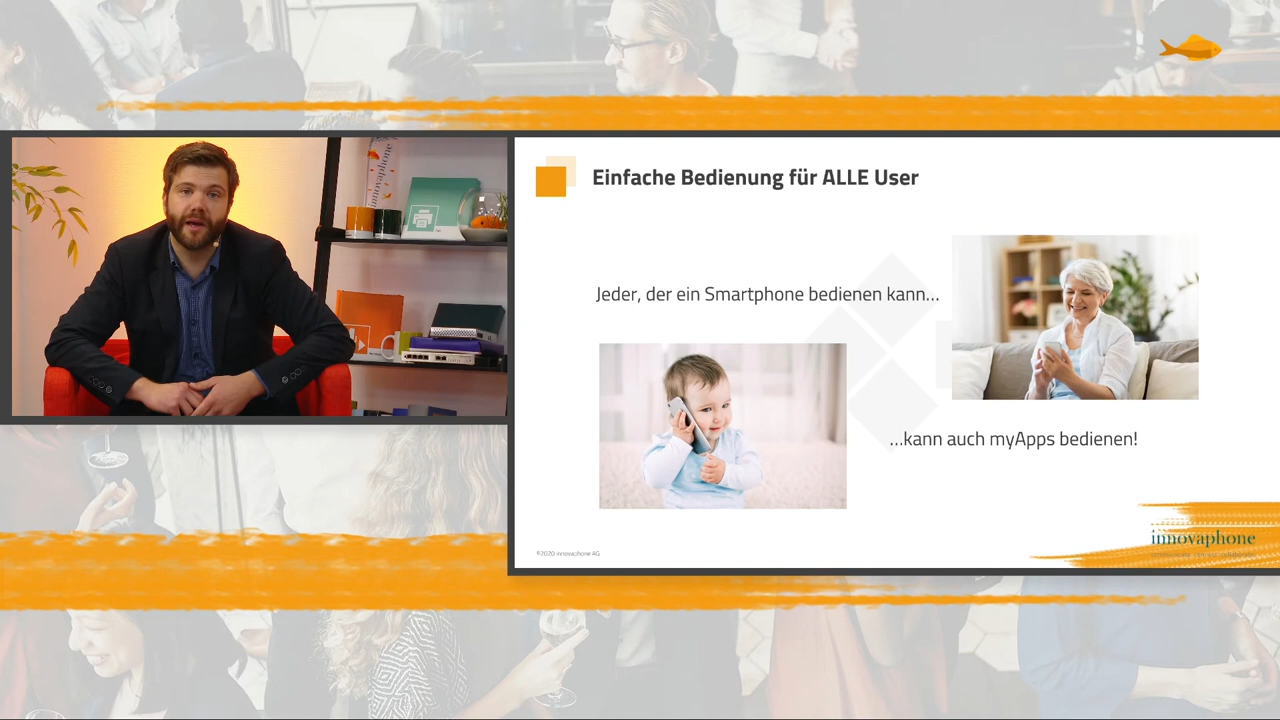 innovaphone
Einfache Bedienung für ALLE User
Jeder, der ein Smartphone bedienen kann...
...kann auch myApps bedienen!
©2020 innovaphone AG
innovaphone